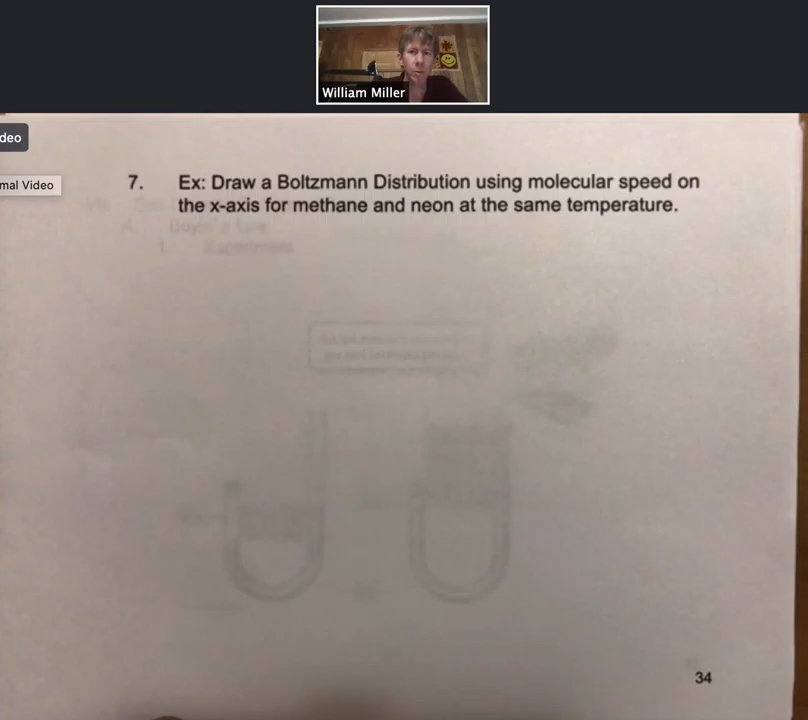 William Miller
deo
mal Video
7. Ex: Draw a Boltzmann Distribution using molecular speed on
the x-axis for methane and neon at the same temperature.
34